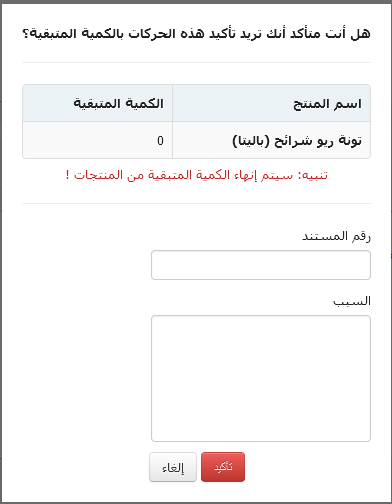 هل أنت متأكد أنك تريد تأكيد هذه الحركات بالكمية المتبقية؟
اسم المنتج الكمية المتبقية
تونة ريو شرائح (باليتا) 0
تنبيه: سيتم إنهاء الكمية المتبقية من المنتجات !
رقم المستند
السبب
تأكيد إلغاء